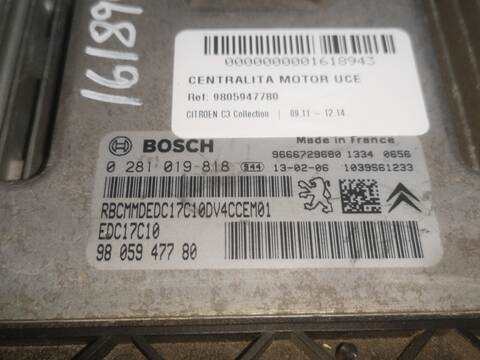 16189
0000000001618943
CENTRALITA MOTOR UCE
Ref: 9805947780
CITROEN C3 Collection | 09.11 - 12.14
BOSCH
Made in France
0 281 019 818 944
9666729680 1334 0656
13-02-06 1039S61233
RBCMMDEDC17C10DV4CCEM01
EDC17C10
98 059 477 80